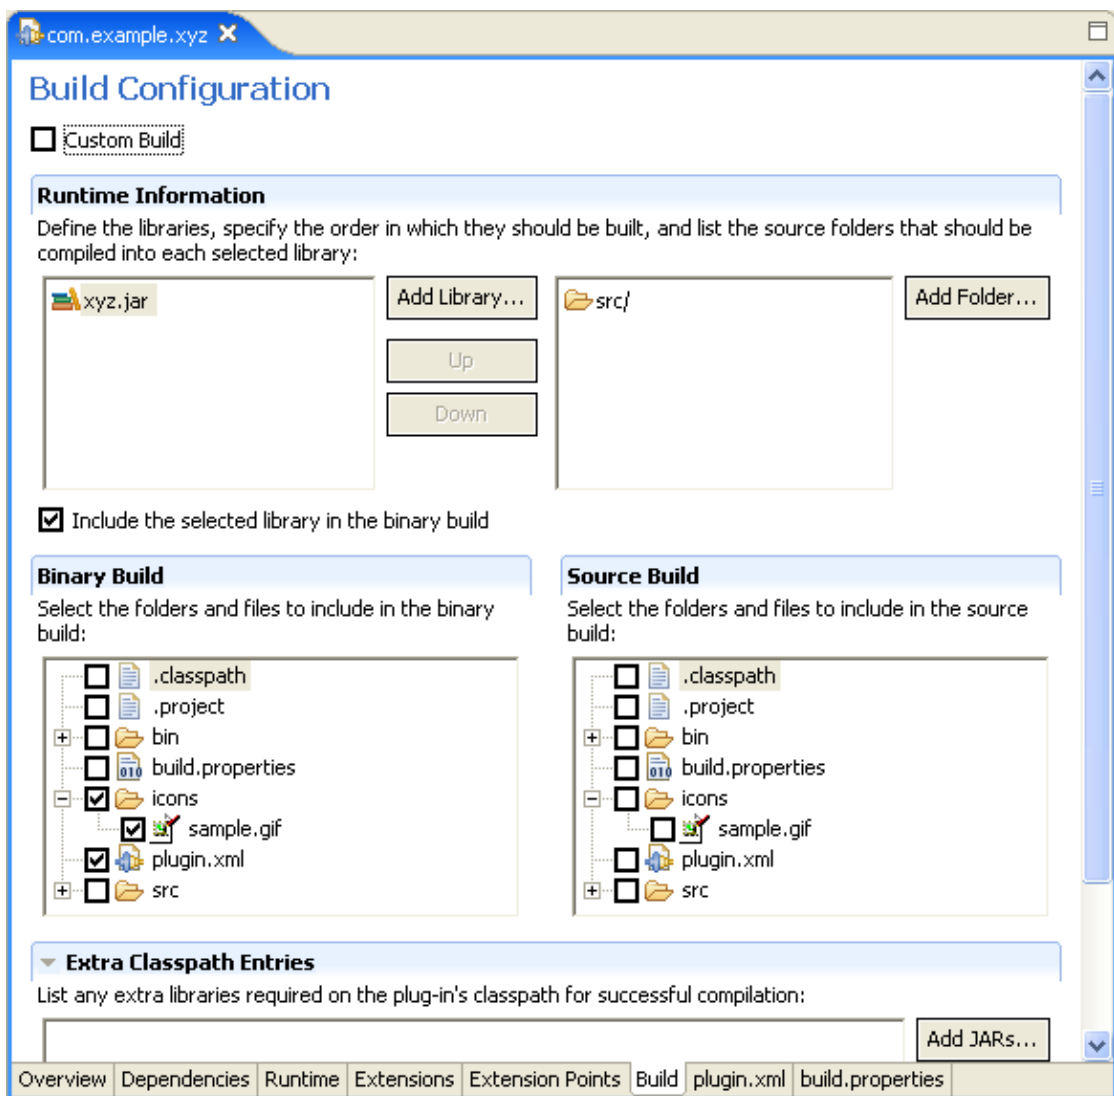 com.example.xyz
Build Configuration
Custom Build
Runtime Information
Define the libraries, specify the order in which they should be built, and list the source folders that should be
compiled into each selected library:
xyz.jar
Add Library...
src/
Add Folder...
Up
Down
Include the selected library in the binary build
Binary Build
Select the folders and files to include in the binary
build:
.classpath
.project
bin
build.properties
icons
sample.gif
plugin.xml
src
Source Build
Select the folders and files to include in the source
build:
.classpath
.project
bin
build.properties
icons
sample.gif
plugin.xml
src
Extra Classpath Entries
List any extra libraries required on the plug-in's classpath for successful compilation:
Add JARs...
Overview Dependencies Runtime Extensions Extension Points Build plugin.xml build.properties